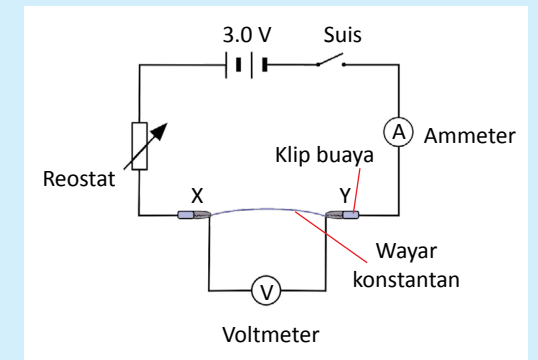 3.0 V
Suis
A
Ammeter
Klip buaya
Reostat
X
Y
Wayar
konstantan
V
Voltmeter